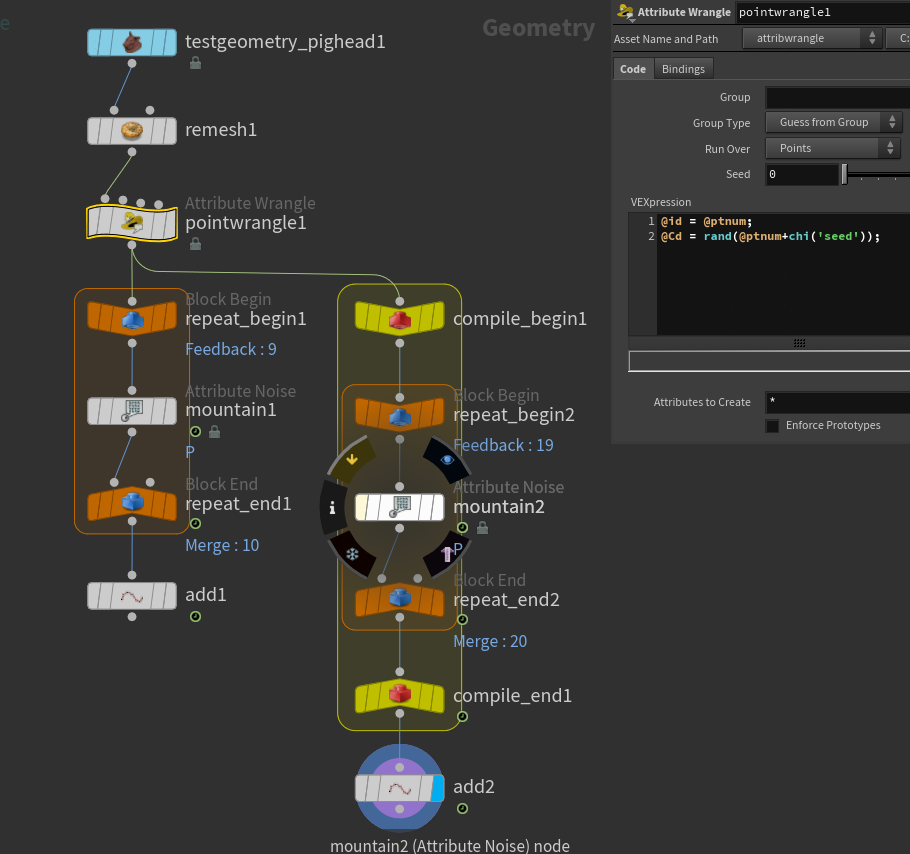 e
Geometry
testgeometry_pighead1
remesh1
Attribute Wrangle
pointwrangle1
Block Begin
repeat_begin1
Feedback : 9
Attribute Noise
mountain1
P
Block End
repeat_end1
Merge : 10
add1
compile_begin1
Block Begin
repeat_begin2
Feedback : 19
Attribute Noise
mountain2
P
Block End
repeat_end2
Merge : 20
compile_end1
add2
mountain2 (Attribute Noise) node
Attribute Wrangle pointwrangle1
Asset Name and Path attribwrangle C:
Code Bindings
Group
Group Type Guess from Group
Run Over Points
Seed 0
VEXpression
1 @id = @ptnum;
2 @Cd = rand(@ptnum+chi('seed'));
Attributes to Create *
Enforce Prototypes